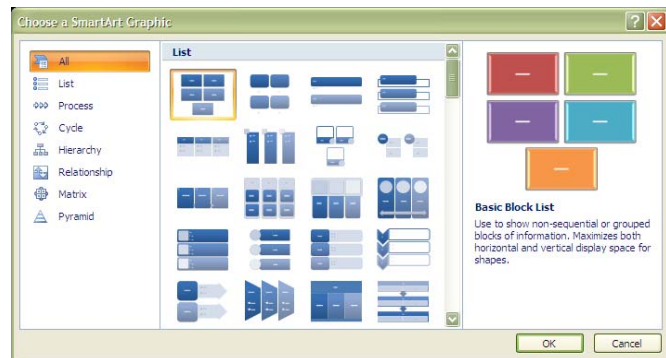 Choose a SmartArt Graphic
All
List
Process
Cycle
Hierarchy
Relationship
Matrix
Pyramid
List
Basic Block List
Use to show non-sequential or grouped
blocks of information. Maximizes both
horizontal and vertical display space for
shapes.
OK
Cancel